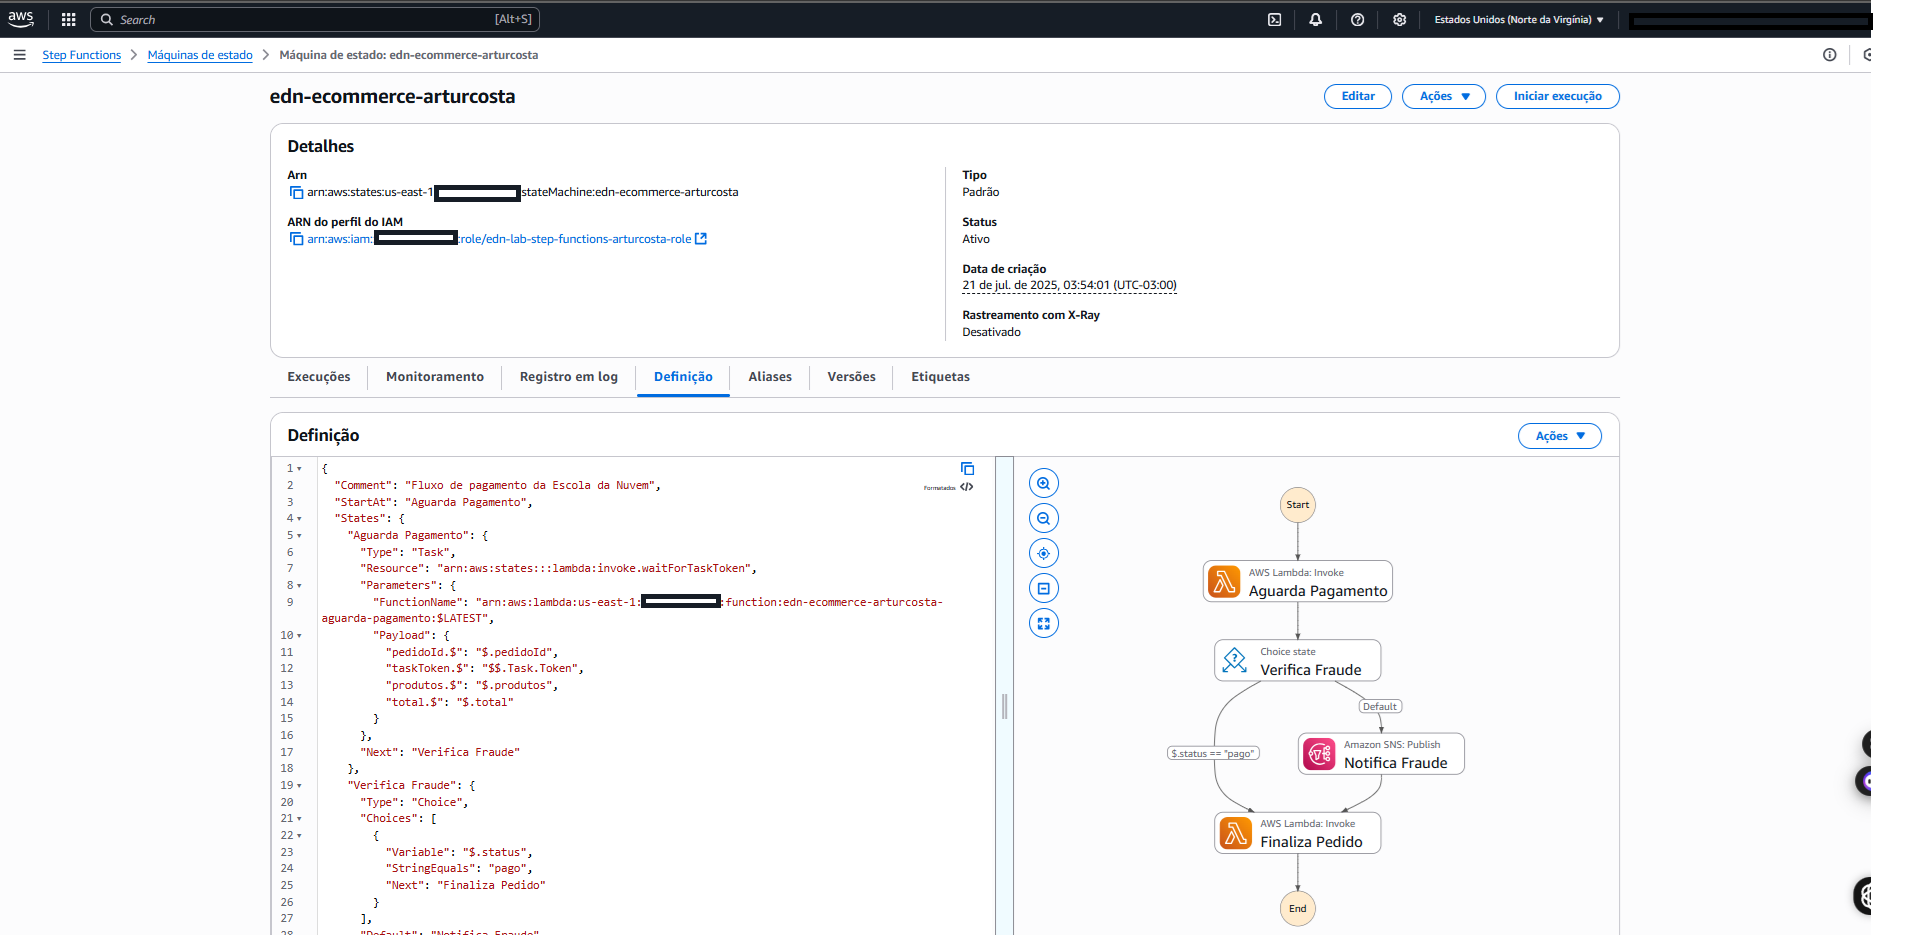 aws
Search
[Alt+S]
Estados Unidos (Norte da Virgínia)
Step Functions
Máquinas de estado
Máquina de estado: edn-ecommerce-arturcosta
edn-ecommerce-arturcosta
Editar
Ações
Iniciar execução
Detalhes
Arn
arn:aws:states:us-east-1
stateMachine:edn-ecommerce-arturcosta
ARN do perfil do IAM
arn:aws:iam:
:role/edn-lab-step-functions-arturcosta-role
Tipo
Padrão
Status
Ativo
Data de criação
21 de jul. de 2025, 03:54:01 (UTC-03:00)
Rastreamento com X-Ray
Desativado
Execuções
Monitoramento
Registro em log
Definição
Aliases
Versões
Etiquetas
Definição
Ações
Formatados
1 {
2 "Comment": "Fluxo de pagamento da Escola da Nuvem",
3 "StartAt": "Aguarda Pagamento",
4 "States": {
5 "Aguarda Pagamento": {
6 "Type": "Task",
7 "Resource": "arn:aws:states:::lambda:invoke.waitForTaskToken",
8 "Parameters": {
9 "FunctionName": "arn:aws:lambda:us-east-1: :function:edn-ecommerce-arturcosta-
aguarda-pagamento:$LATEST",
10 "Payload": {
11 "pedidoId.$": "$.pedidoId",
12 "taskToken.$": "$$.Task.Token",
13 "produtos.$": "$.produtos",
14 "total.$": "$.total"
15 }
16 },
17 "Next": "Verifica Fraude"
18 },
19 "Verifica Fraude": {
20 "Type": "Choice",
21 "Choices": [
22 {
23 "Variable": "$.status",
24 "StringEquals": "pago",
25 "Next": "Finaliza Pedido"
26 }
27 ],
28 "Default": "Notifica Fraude"
Start
AWS Lambda: Invoke
Aguarda Pagamento
Choice state
Verifica Fraude
Default
$.status == "pago"
Amazon SNS: Publish
Notifica Fraude
AWS Lambda: Invoke
Finaliza Pedido
End